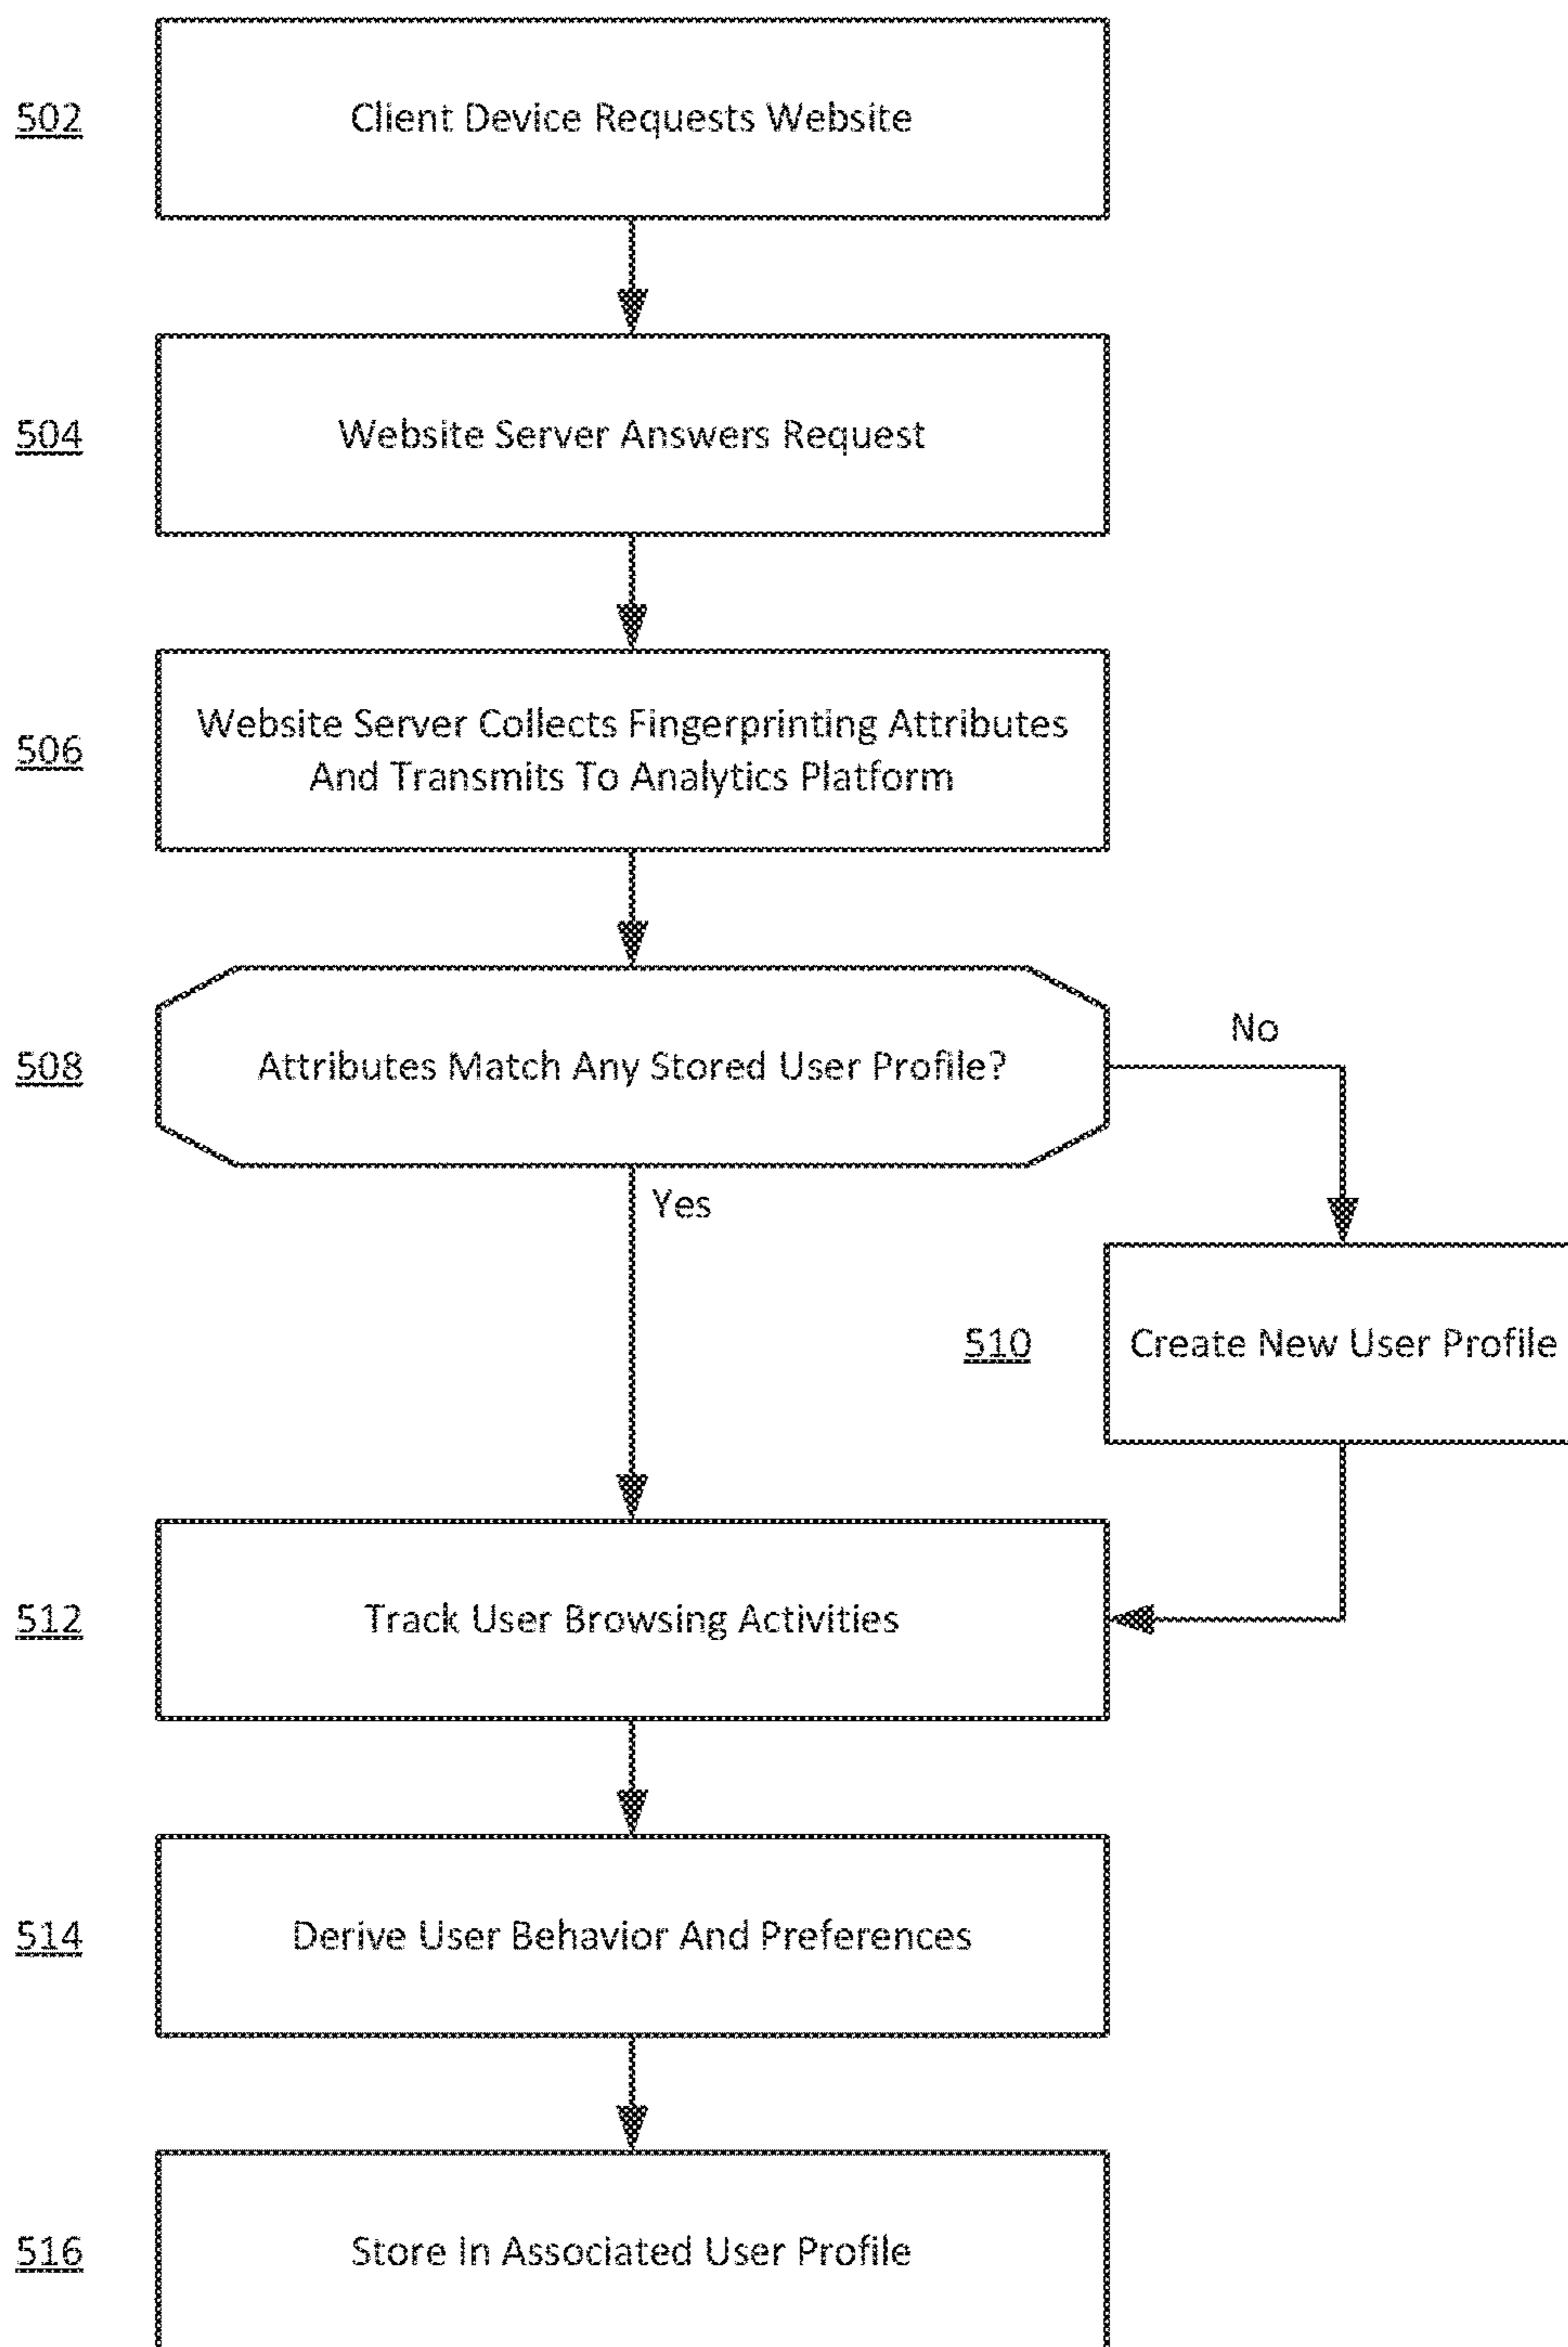 502
Client Device Requests Website
504
Website Server Answers Request
506
Website Server Collects Fingerprinting Attributes
And Transmits To Analytics Platform
508
Attributes Match Any Stored User Profile?
No
Yes
510
Create New User Profile
512
Track User Browsing Activities
514
Derive User Behavior And Preferences
516
Store In Associated User Profile